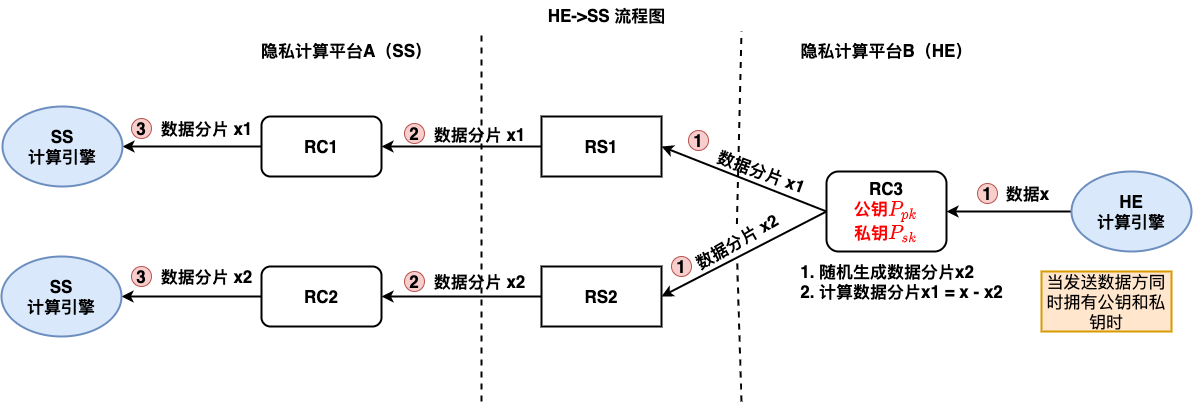 HE->SS 流程图
隐私计算平台A（SS）
隐私计算平台B（HE）
SS
计算引擎
3 数据分片 x1
RC1
2 数据分片 x1
RS1
1 数据分片 x1
RC3
公钥P_{pk}
私钥P_{sk}
1 数据x
HE
计算引擎
1 数据分片 x2
SS
计算引擎
3 数据分片 x2
RC2
2 数据分片 x2
RS2
1. 随机生成数据分片x2
2. 计算数据分片x1 = x - x2
当发送数据方同
时拥有公钥和私
钥时